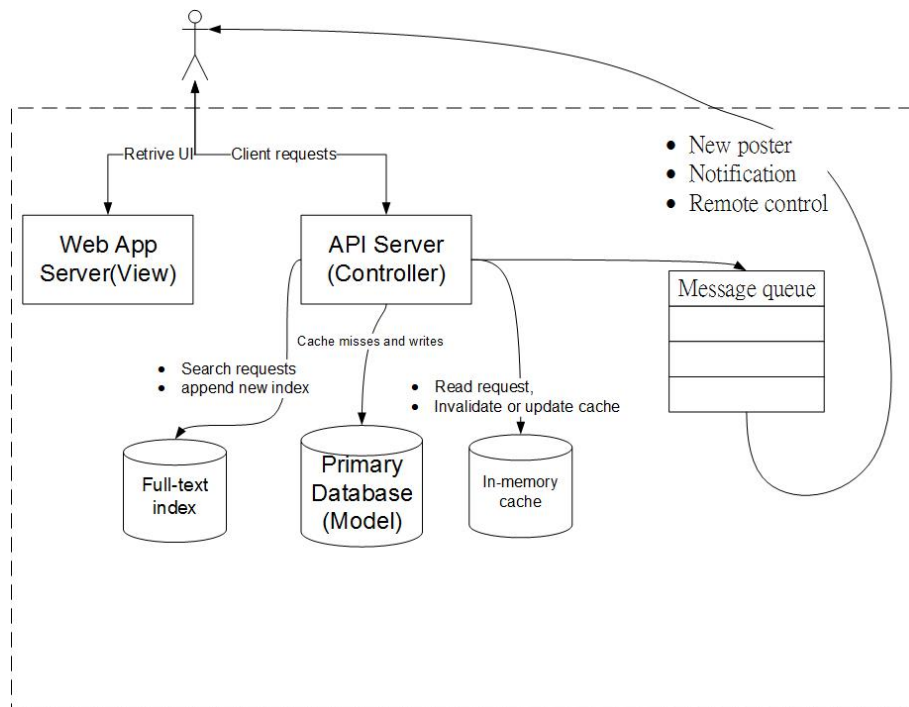 Retrive UI
Client requests
• New poster
• Notification
• Remote control
Web App
Server(View)
API Server
(Controller)
Message queue
Cache misses and writes
• Search requests
• append new index
• Read request,
• Invalidate or update cache
Full-text
index
Primary
Database
(Model)
In-memory
cache